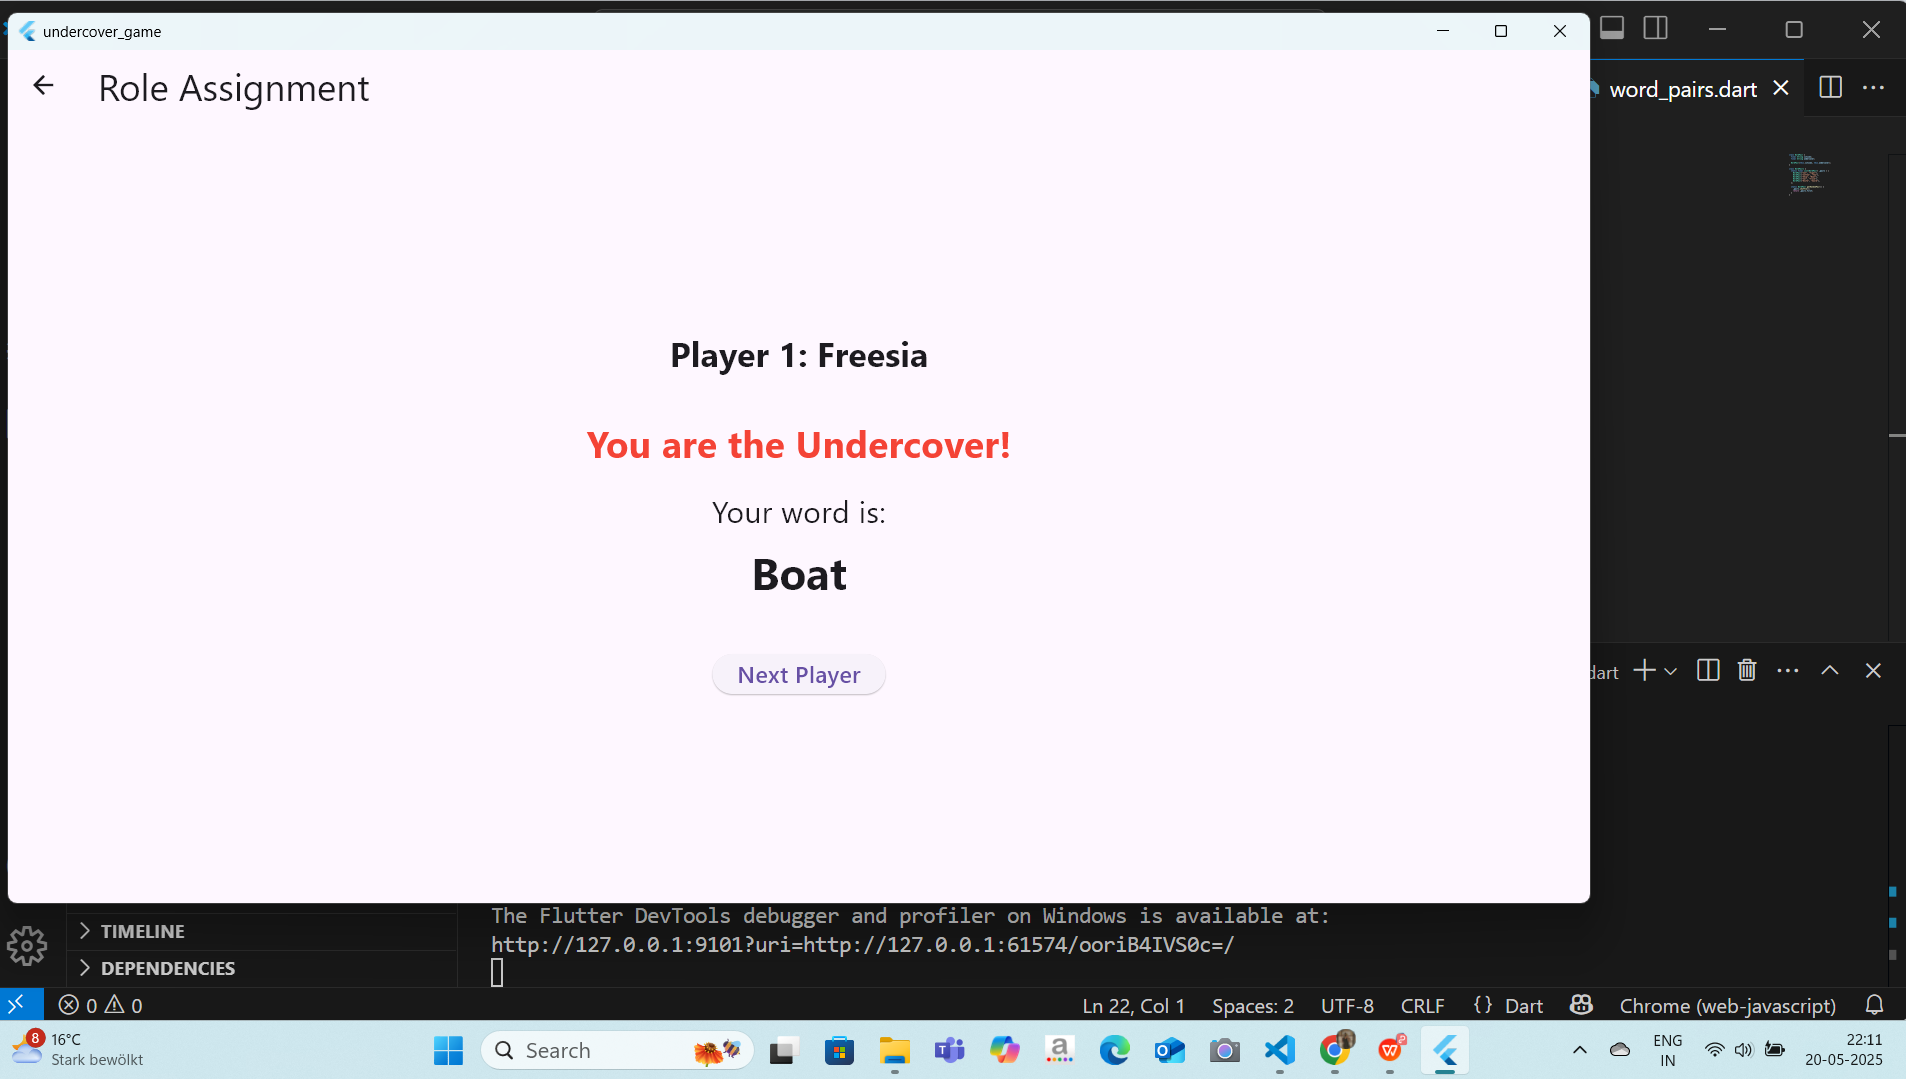 undercover_game
Role Assignment
word_pairs.dart
Player 1: Freesia
You are the Undercover!
Your word is:
Boat
Next Player
dart
The Flutter DevTools debugger and profiler on Windows is available at:
http://127.0.0.1:9101?uri=http://127.0.0.1:61574/ooriB4IVS0c=/
TIMELINE
DEPENDENCIES
0 0
Ln 22, Col 1 Spaces: 2 UTF-8 CRLF {} Dart Chrome (web-javascript)
8 16°C
Stark bewölkt
Search
ENG
IN
22:11
20-05-2025